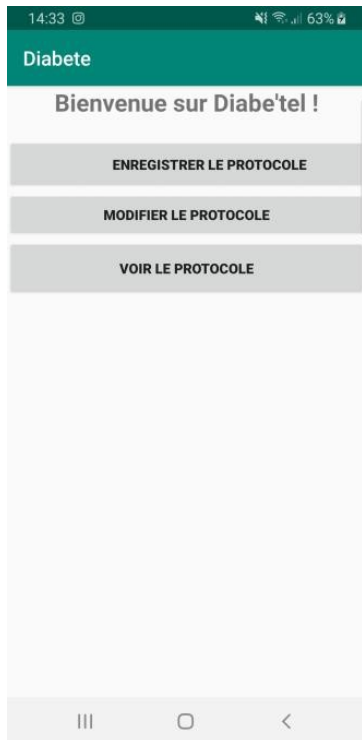 14:33 63%
Diabete
Bienvenue sur Diabe'tel !
ENREGISTRER LE PROTOCOLE
MODIFIER LE PROTOCOLE
VOIR LE PROTOCOLE